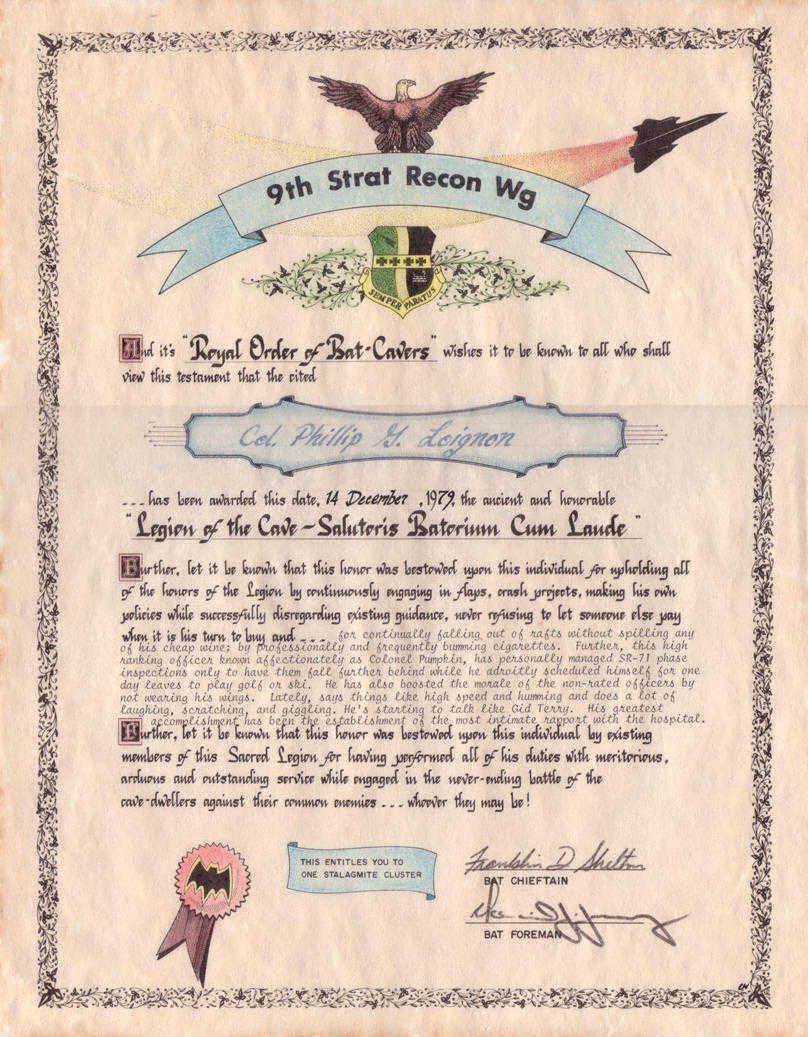 9th Strat Recon Wg
SEMPER PARATUS
And it's "Royal Order of Bat-Cavers" wishes it to be known to all who shall
view this testament that the cited
Col. Phillip G. Loignon
...has been awarded this date, 14 December, 1979, the ancient and honorable
"Legion of the Cave - Salutoris Batorium Cum Laude"
Further, let it be known that this honor was bestowed upon this individual for upholding all
of the honors of the Legion by continuously engaging in flaps, crash projects, making his own
policies while successfully disregarding existing guidance, never refusing to let someone else pay
when it is his turn to buy and ... for continually falling out of rafts without spilling any
of his cheap wine; by professionally and frequently bumming cigarettes. Further, this high
ranking officer known affectionately as Colonel Pumpkin, has personally managed SR-71 phase
inspections only to have them fall further behind while he adroitly scheduled himself for one
day leaves to play golf or ski. He has also boosted the morale of the non-rated officers by
not wearing his wings. Lately, says things like high speed and humming and does a lot of
laughing, scratching, and giggling. He's starting to talk like Gid Terry. His greatest
accomplishment has been the establishment of the most intimate rapport with the hospital.
Further, let it be known that this honor was bestowed upon this individual by existing
members of this Sacred Legion for having performed all of his duties with meritorious,
arduous and outstanding service while engaged in the never-ending battle of the
cave-dwellers against their common enemies ... whoever they may be!
THIS ENTITLES YOU TO
ONE STALAGMITE CLUSTER
Franklin D Shelton
BAT CHIEFTAIN
BAT FOREMAN